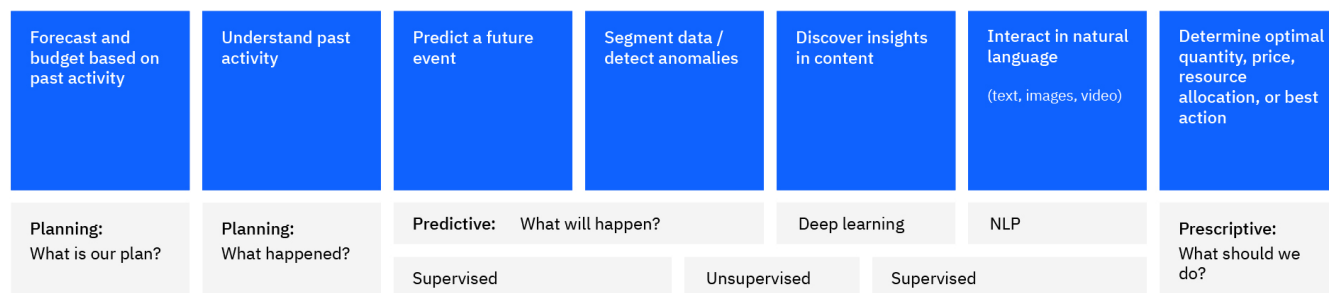 Forecast and
budget based on
past activity
Understand past
activity
Predict a future
event
Segment data /
detect anomalies
Discover insights
in content
Interact in natural
language
(text, images, video)
Determine optimal
quantity, price,
resource
allocation, or best
action
Planning:
What is our plan?
Planning:
What happened?
Predictive: What will happen?
Deep learning
NLP
Prescriptive:
What should we
do?
Supervised
Unsupervised
Supervised